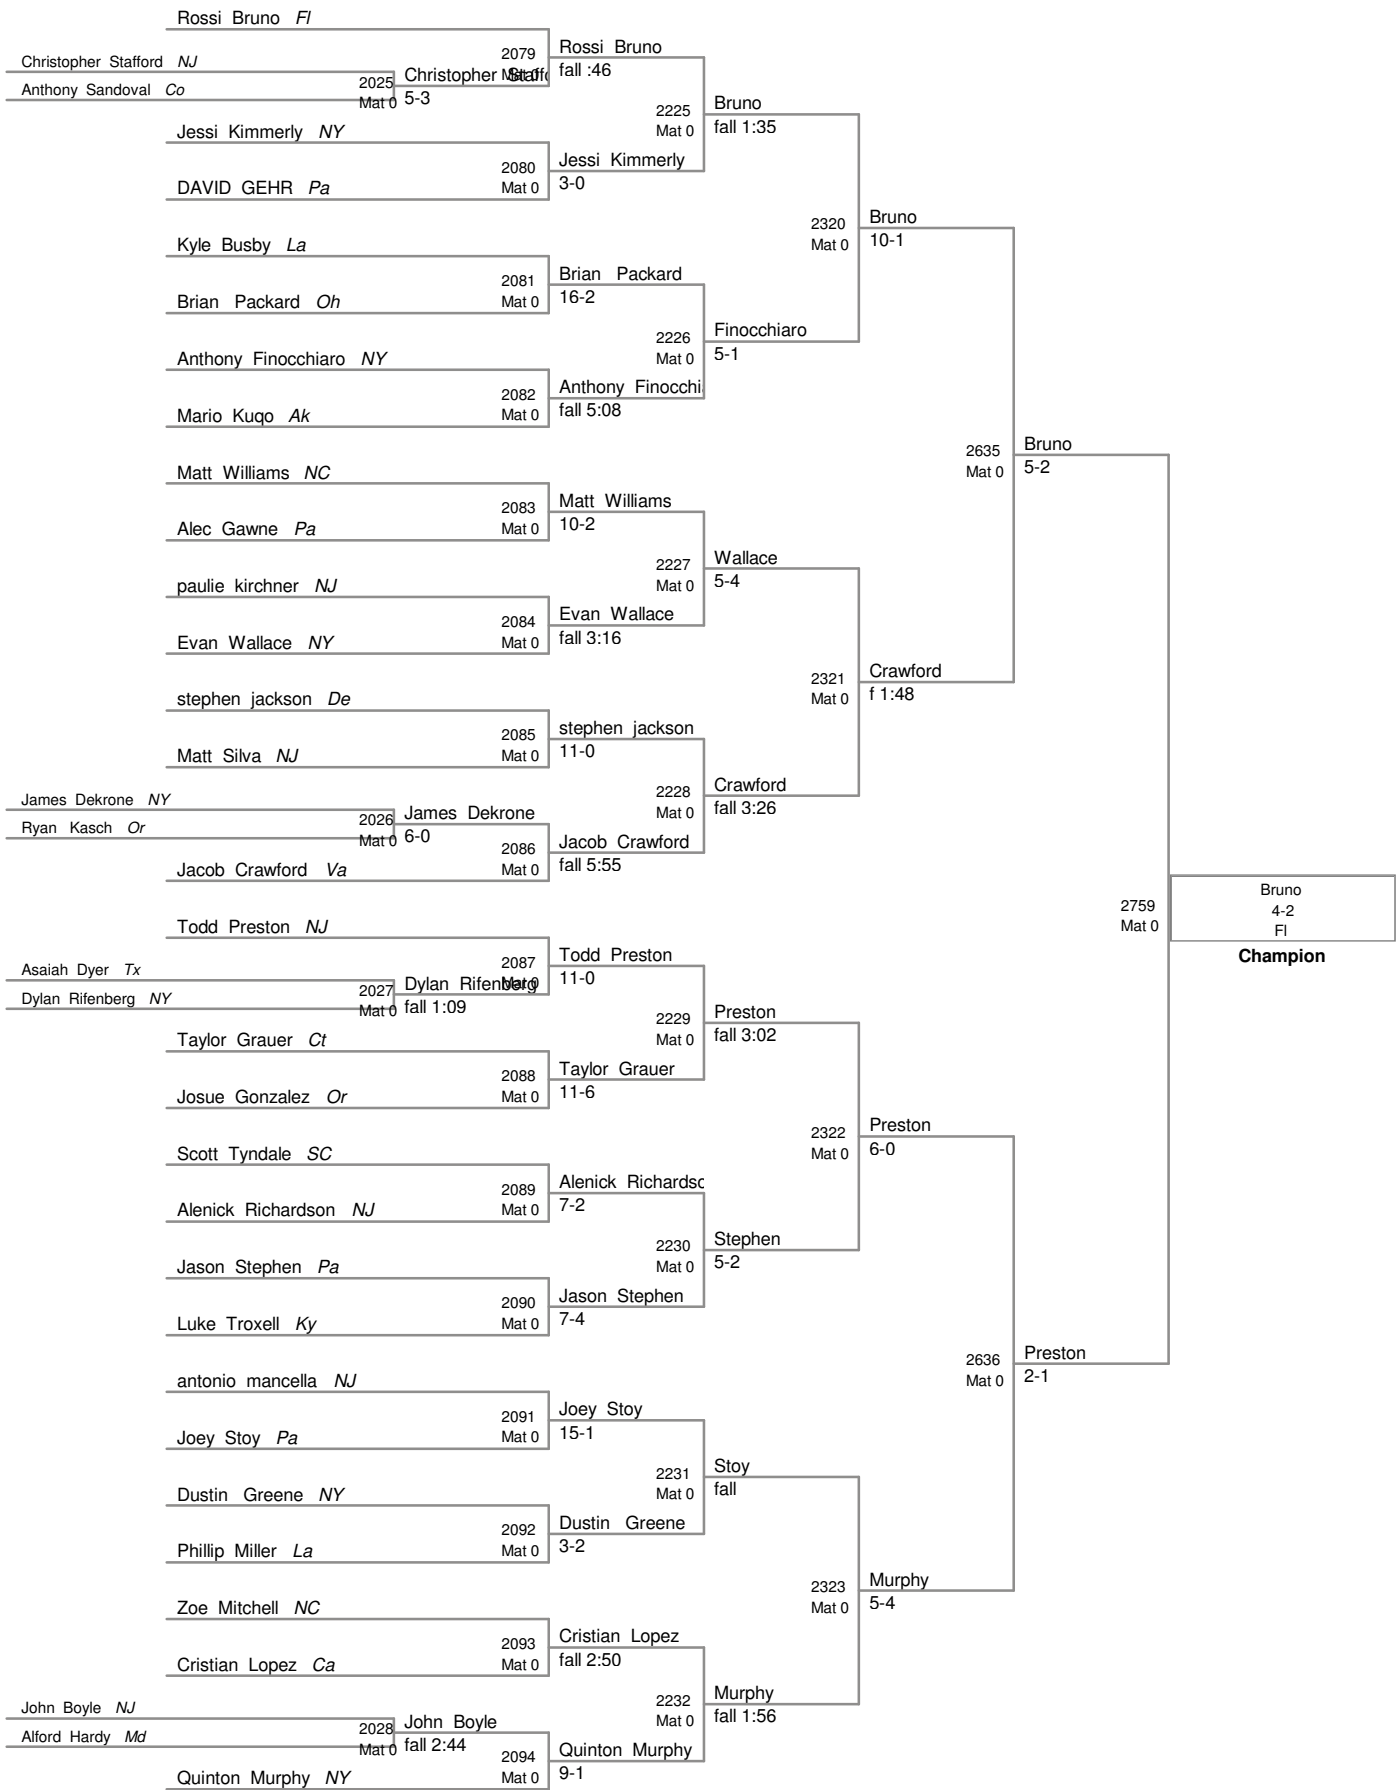 Rossi Bruno Fl
Christopher Stafford NJ
Anthony Sandoval Co
2025
Mat 0
Christopher Staffo
5-3
2079
Mat 0
Rossi Bruno
fall :46
Jessi Kimmerly NY
DAVID GEHR Pa
2080
Mat 0
Jessi Kimmerly
3-0
2225
Mat 0
Bruno
fall 1:35
Kyle Busby La
Brian Packard Oh
2081
Mat 0
Brian Packard
16-2
Anthony Finocchiaro NY
Mario Kuqo Ak
2082
Mat 0
Anthony Finocchi
fall 5:08
2226
Mat 0
Finocchiaro
5-1
2320
Mat 0
Bruno
10-1
Matt Williams NC
Alec Gawne Pa
2083
Mat 0
Matt Williams
10-2
paulie kirchner NJ
Evan Wallace NY
2084
Mat 0
Evan Wallace
fall 3:16
2227
Mat 0
Wallace
5-4
stephen jackson De
Matt Silva NJ
2085
Mat 0
stephen jackson
11-0
James Dekrone NY
Ryan Kasch Or
2026
Mat 0
James Dekrone
6-0
Jacob Crawford Va
2086
Mat 0
Jacob Crawford
fall 5:55
2228
Mat 0
Crawford
fall 3:26
2321
Mat 0
Crawford
f 1:48
2635
Mat 0
Bruno
5-2
Todd Preston NJ
Asaiah Dyer Tx
Dylan Rifenberg NY
2027
Mat 0
Dylan Rifenberg
fall 1:09
2087
Mat 0
Todd Preston
11-0
Taylor Grauer Ct
Josue Gonzalez Or
2088
Mat 0
Taylor Grauer
11-6
2229
Mat 0
Preston
fall 3:02
Scott Tyndale SC
Alenick Richardson NJ
2089
Mat 0
Alenick Richardso
7-2
Jason Stephen Pa
Luke Troxell Ky
2090
Mat 0
Jason Stephen
7-4
2230
Mat 0
Stephen
5-2
2322
Mat 0
Preston
6-0
antonio mancella NJ
Joey Stoy Pa
2091
Mat 0
Joey Stoy
15-1
Dustin Greene NY
Phillip Miller La
2092
Mat 0
Dustin Greene
3-2
2231
Mat 0
Stoy
fall
Zoe Mitchell NC
Cristian Lopez Ca
2093
Mat 0
Cristian Lopez
fall 2:50
John Boyle NJ
Alford Hardy Md
2028
Mat 0
John Boyle
fall 2:44
Quinton Murphy NY
2094
Mat 0
Quinton Murphy
9-1
2232
Mat 0
Murphy
fall 1:56
2323
Mat 0
Murphy
5-4
2636
Mat 0
Preston
2-1
2759
Mat 0
Bruno
4-2
Fl
Champion